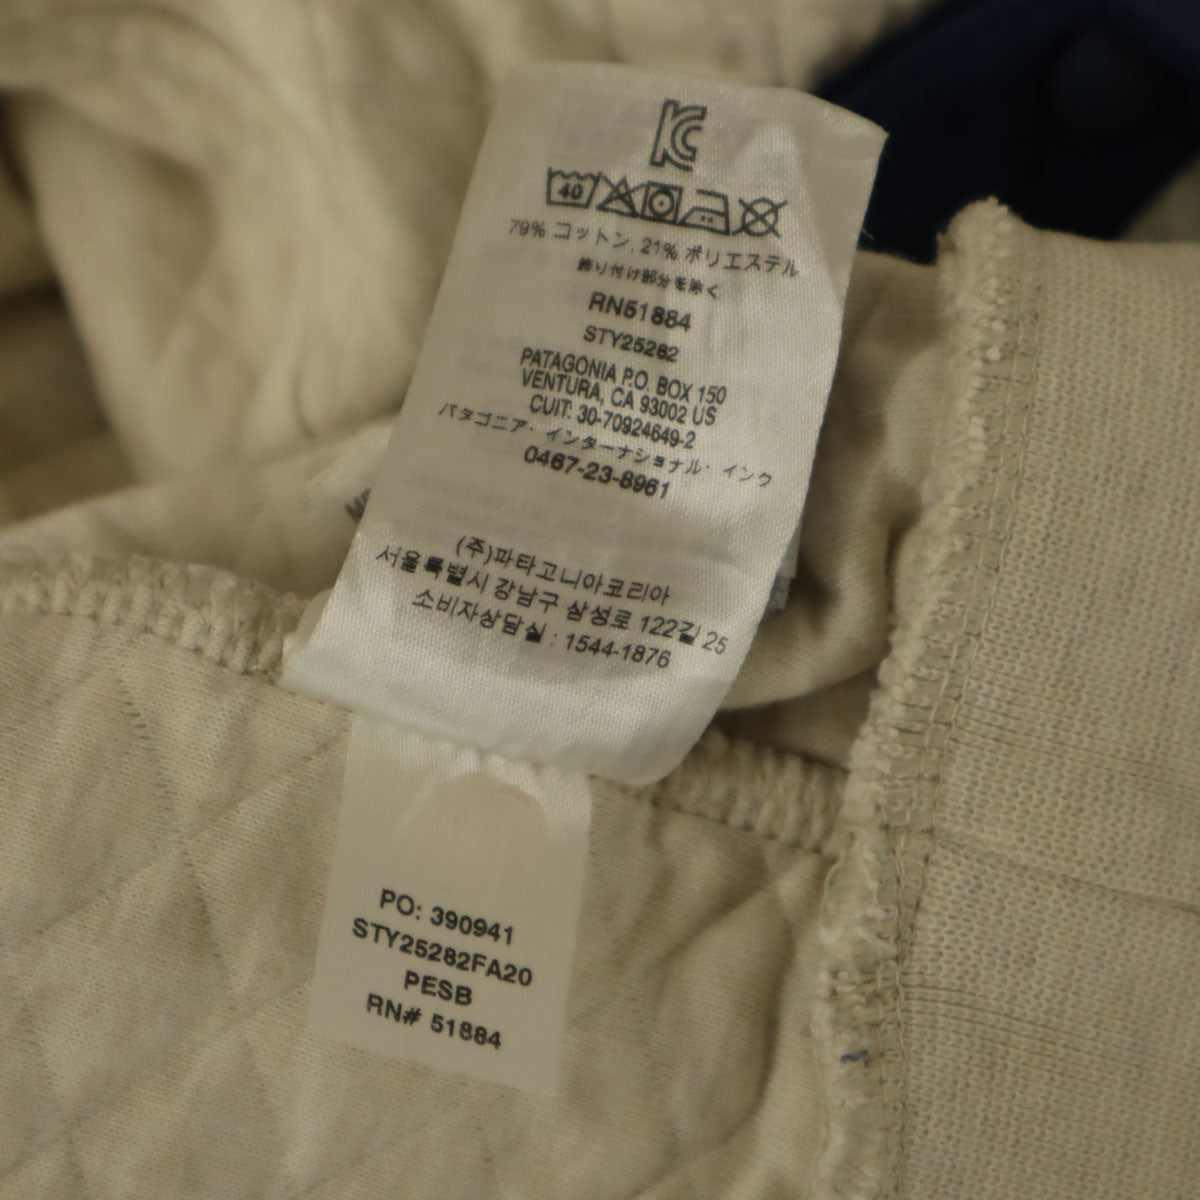 KC
40
79% コットン, 21% ポリエステル
飾り付け部分を除く
RN51884
STY25282
PATAGONIA P.O. BOX 150
VENTURA, CA 93002 US
CUIT: 30-70924649-2
パタゴニア・インターナショナル・インク
0467-23-8961
(주)파타고니아코리아
서울특별시 강남구 삼성로 122길 25
소비자상담실 : 1544-1876
PO: 390941
STY25282FA20
PESB
RN# 51884